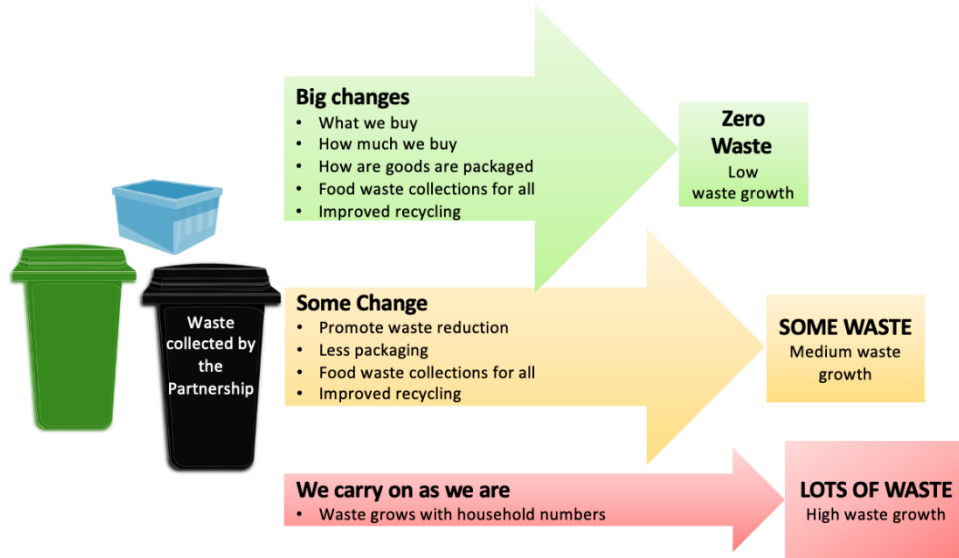 Big changes
• What we buy
• How much we buy
• How are goods are packaged
• Food waste collections for all
• Improved recycling
Zero
Waste
Low
waste growth
Waste
collected by
the
Partnership
Some Change
• Promote waste reduction
• Less packaging
• Food waste collections for all
• Improved recycling
SOME WASTE
Medium waste
growth
We carry on as we are
• Waste grows with household numbers
LOTS OF WASTE
High waste growth